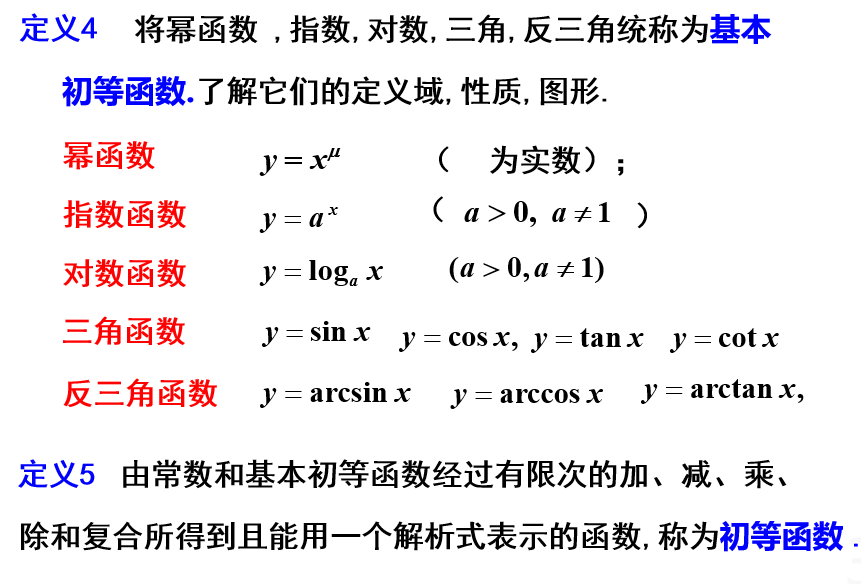 定义4 将幂函数 ,指数,对数,三角,反三角统称为基本
初等函数.了解它们的定义域,性质,图形.
幂函数 y = x^μ ( 为实数) ;
指数函数 y = a^x ( a > 0, a ≠ 1 )
对数函数 y = log_a x (a > 0, a ≠ 1)
三角函数 y = sin x y = cos x, y = tan x y = cot x
反三角函数 y = arcsin x y = arccos x y = arctan x,
定义5 由常数和基本初等函数经过有限次的加、减、乘、
除和复合所得到且能用一个解析式表示的函数,称为初等函数 .